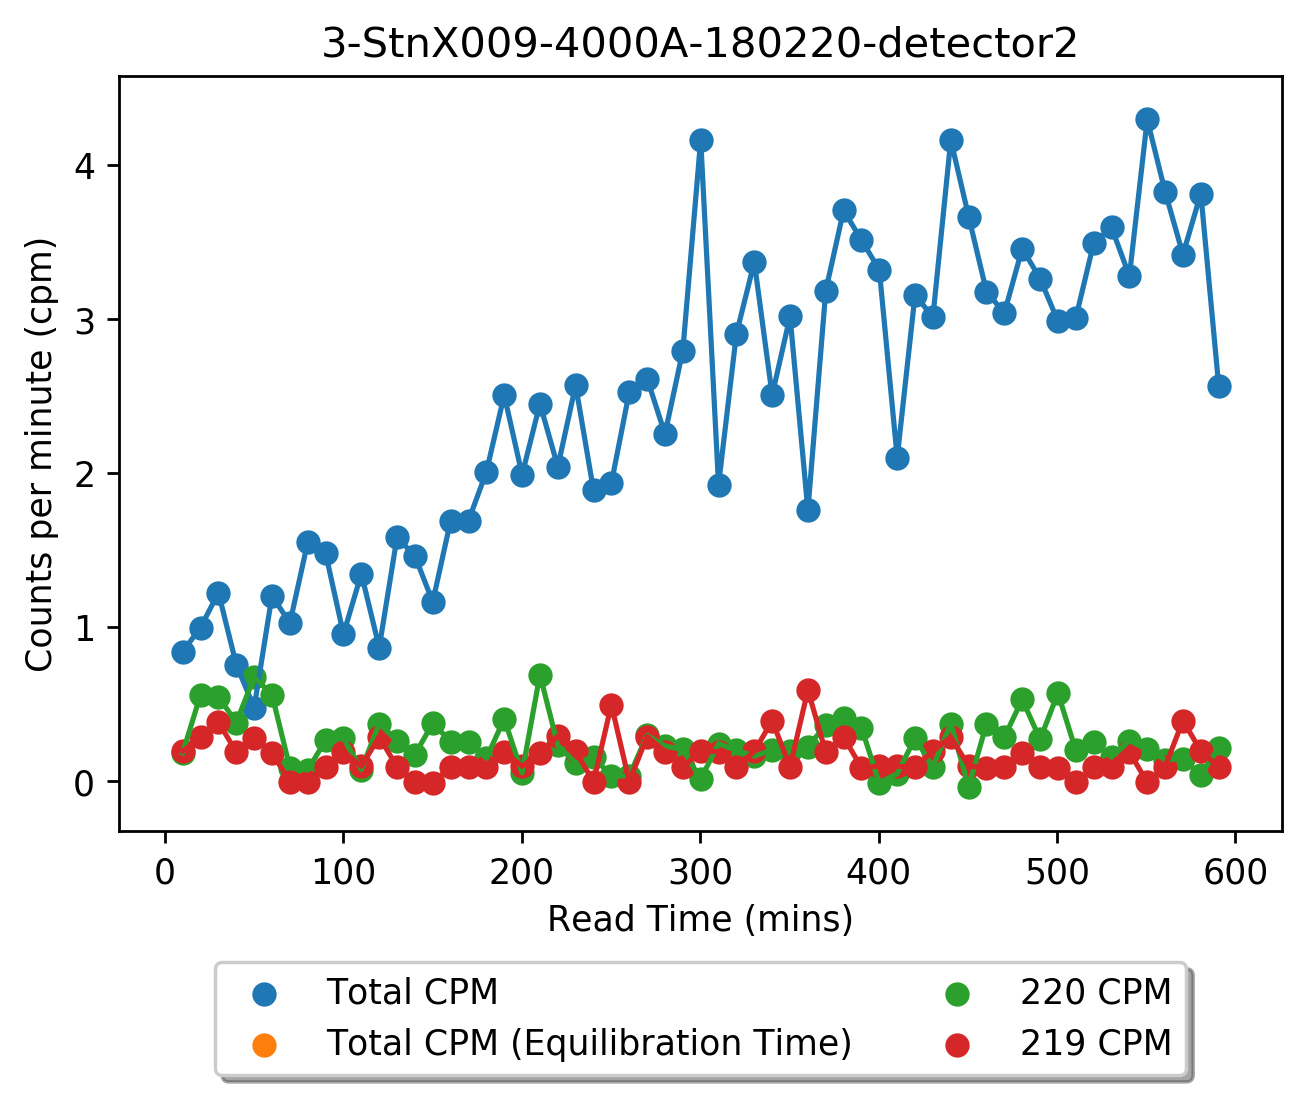 3-StnX009-4000A-180220-detector2
Counts per minute (cpm)
4
3
2
1
0
0 100 200 300 400 500 600
Read Time (mins)
Total CPM
Total CPM (Equilibration Time)
220 CPM
219 CPM